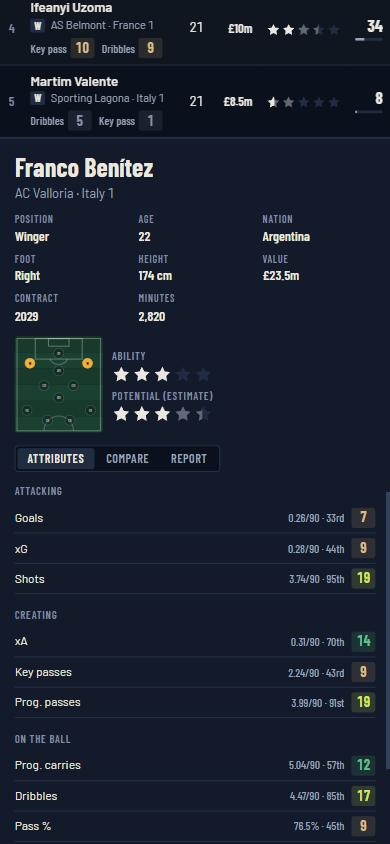 Ifeanyi Uzoma
4 W AS Belmont · France 1 21 £10m 34
Key pass 10 Dribbles 9
Martim Valente
5 W Sporting Lagona · Italy 1 21 £8.5m 8
Dribbles 5 Key pass 1
Franco Benítez
AC Valloria · Italy 1
POSITION AGE NATION
Winger 22 Argentina
FOOT HEIGHT VALUE
Right 174 cm £23.5m
CONTRACT MINUTES
2029 2,820
ABILITY
POTENTIAL (ESTIMATE)
ATTRIBUTES COMPARE REPORT
ATTACKING
Goals 0.26/90 · 33rd 7
xG 0.28/90 · 44th 9
Shots 3.74/90 · 95th 19
CREATING
xA 0.31/90 · 70th 14
Key passes 2.24/90 · 43rd 9
Prog. passes 3.99/90 · 91st 19
ON THE BALL
Prog. carries 5.04/90 · 57th 12
Dribbles 4.47/90 · 85th 17
Pass % 76.5% · 45th 9